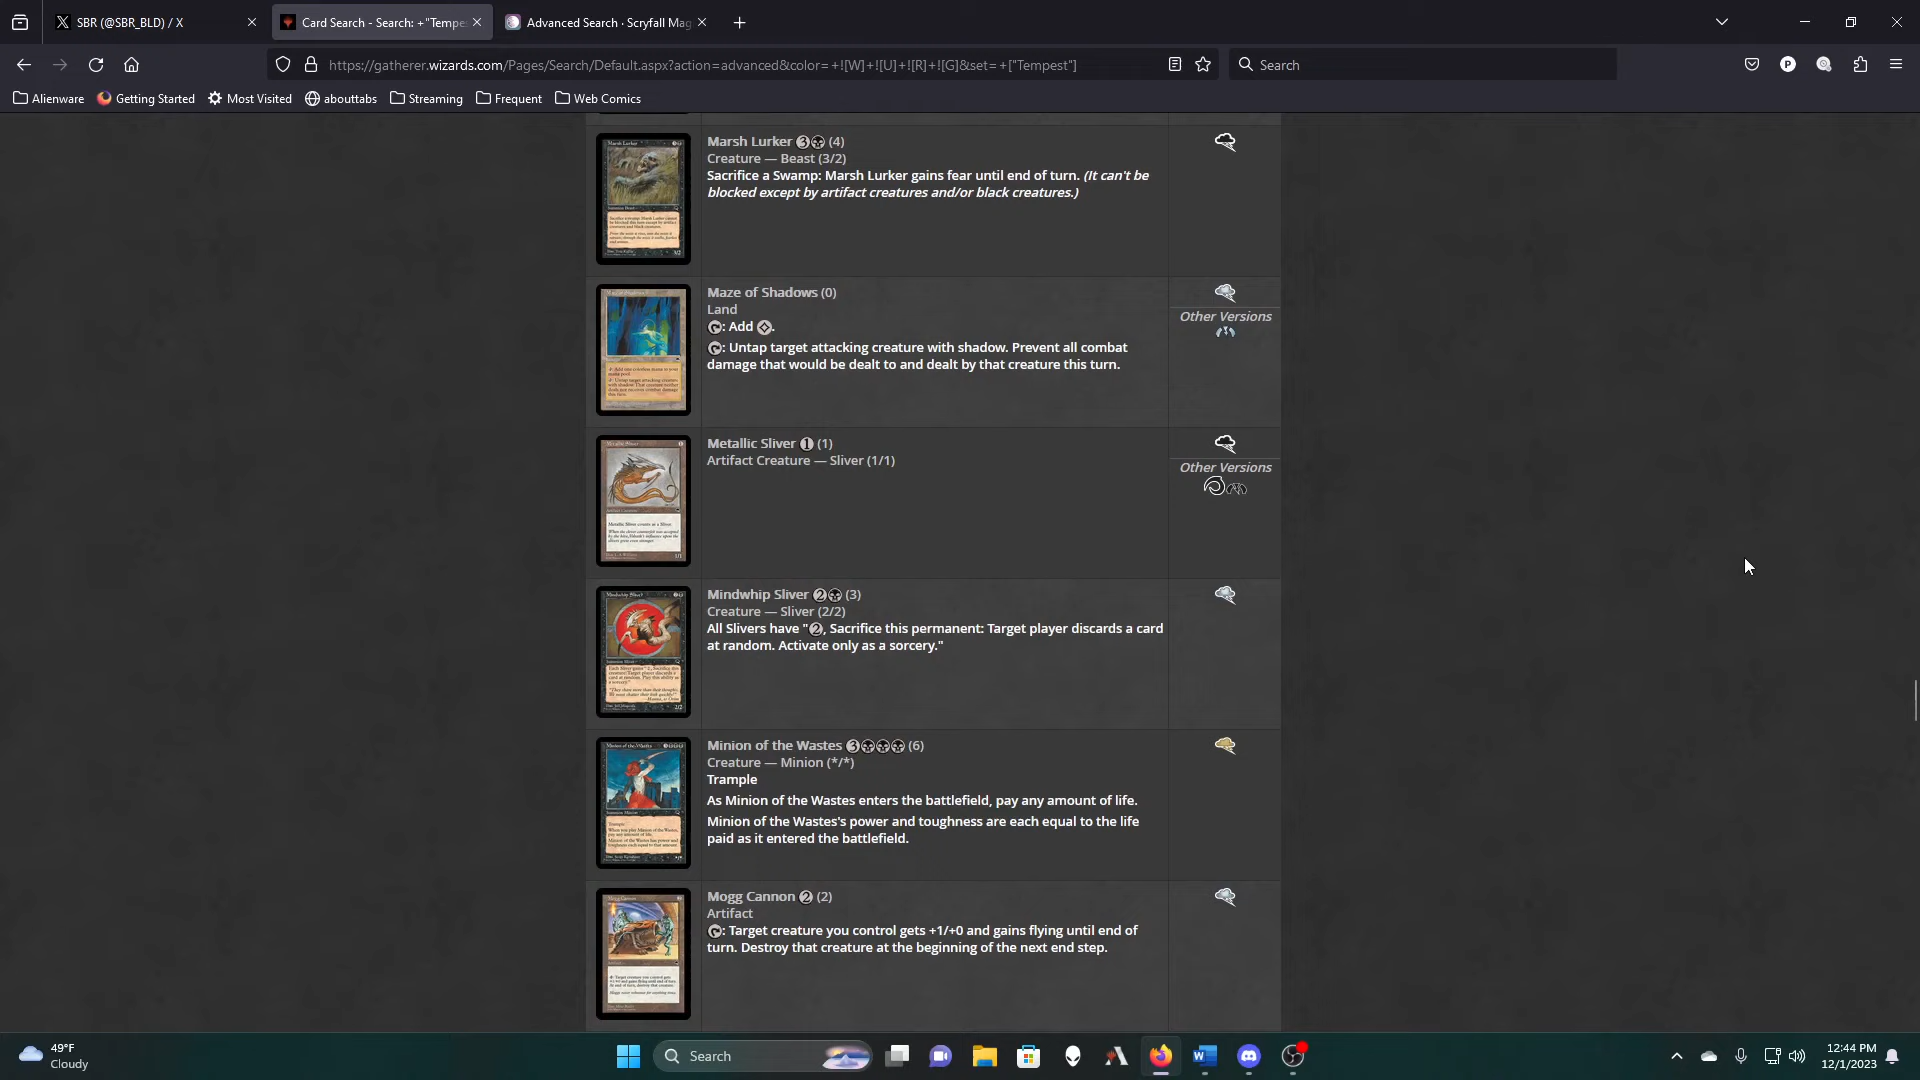 SBR (@SBR_BLD) / X
Card Search - Search: +"Tempe
Advanced Search · Scryfall Mag
https://gatherer.wizards.com/Pages/Search/Default.aspx?action=advanced&color=+![W]+![U]+![R]+![G]&set=+["Tempest"]
Search
Alienware
Getting Started
Most Visited
abouttabs
Streaming
Frequent
Web Comics
Marsh Lurker 3 (4)
Creature — Beast (3/2)
Sacrifice a Swamp: Marsh Lurker gains fear until end of turn. (It can't be
blocked except by artifact creatures and/or black creatures.)
Maze of Shadows (0)
Land
: Add .
: Untap target attacking creature with shadow. Prevent all combat
damage that would be dealt to and dealt by that creature this turn.
Other Versions
Metallic Sliver 1 (1)
Artifact Creature — Sliver (1/1)
Other Versions
Mindwhip Sliver 2 (3)
Creature — Sliver (2/2)
All Slivers have "2, Sacrifice this permanent: Target player discards a card
at random. Activate only as a sorcery."
Minion of the Wastes 3 (6)
Creature — Minion (*/*)
Trample
As Minion of the Wastes enters the battlefield, pay any amount of life.
Minion of the Wastes's power and toughness are each equal to the life
paid as it entered the battlefield.
Mogg Cannon 2 (2)
Artifact
: Target creature you control gets +1/+0 and gains flying until end of
turn. Destroy that creature at the beginning of the next end step.
49°F
Cloudy
Search
12:44 PM
12/1/2023